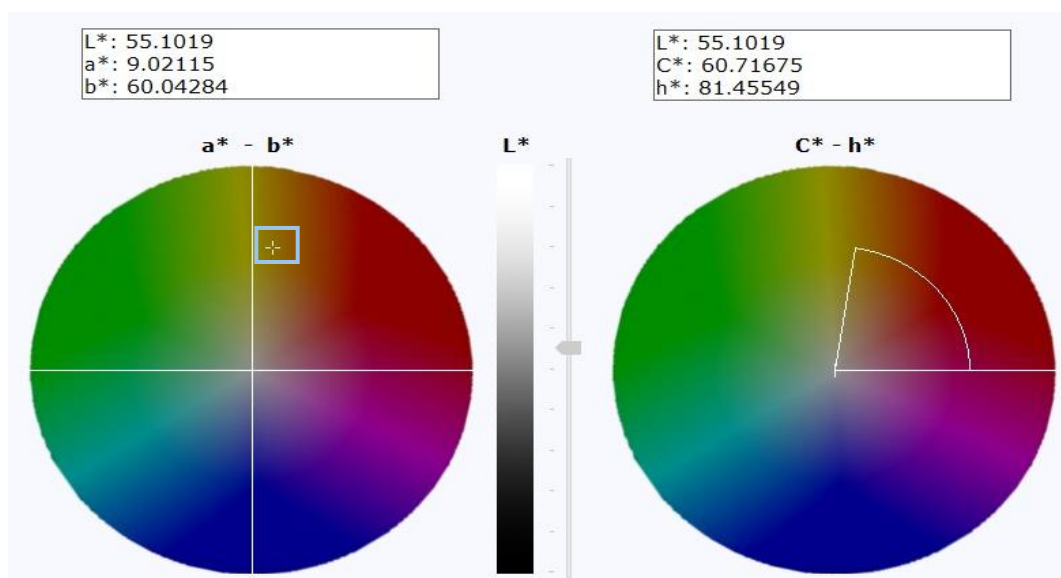 L*: 55.1019
a*: 9.02115
b*: 60.04284
L*: 55.1019
C*: 60.71675
h*: 81.45549
a* - b*
L*
C* - h*